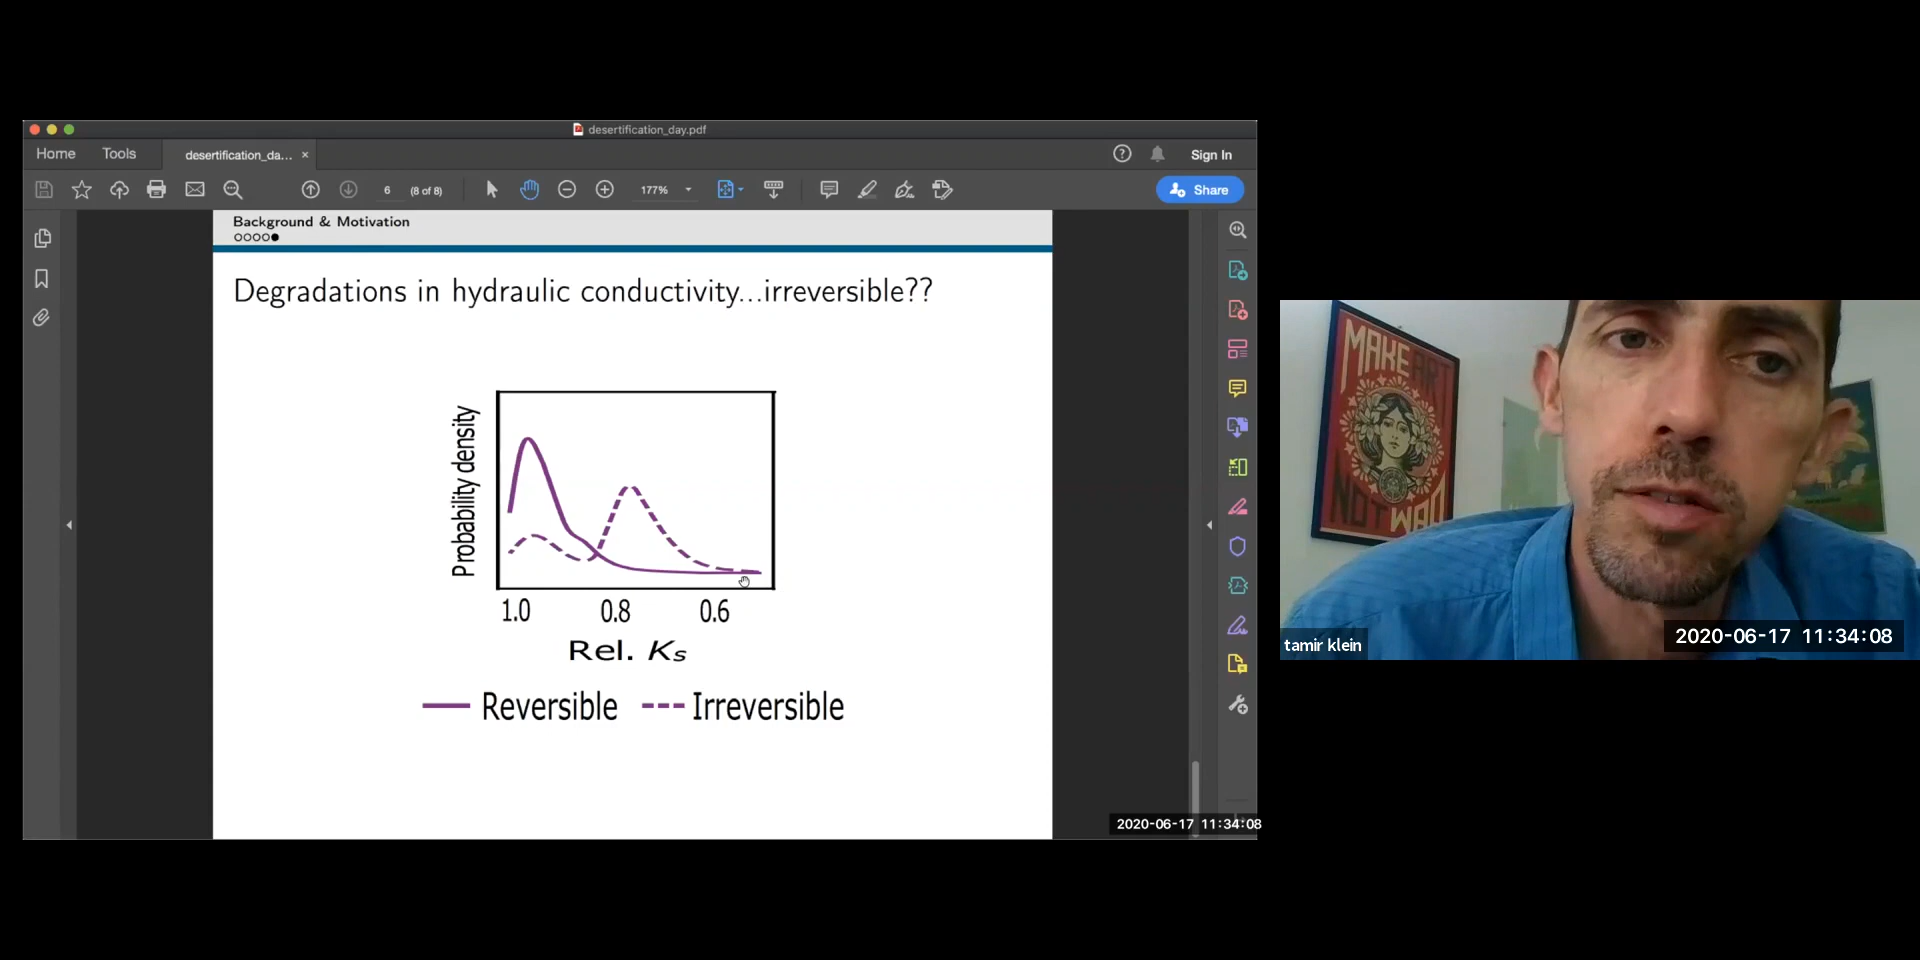 desertification_day.pdf
Home Tools desertification_da... × Sign In
6 (8 of 8) 177% Share
Background & Motivation
Degradations in hydraulic conductivity...irreversible??
Probability density
1.0 0.8 0.6
Rel. Ks
Reversible Irreversible
2020-06-17 11:34:08
MAKE ART
NOT WAR
tamir klein
2020-06-17 11:34:08